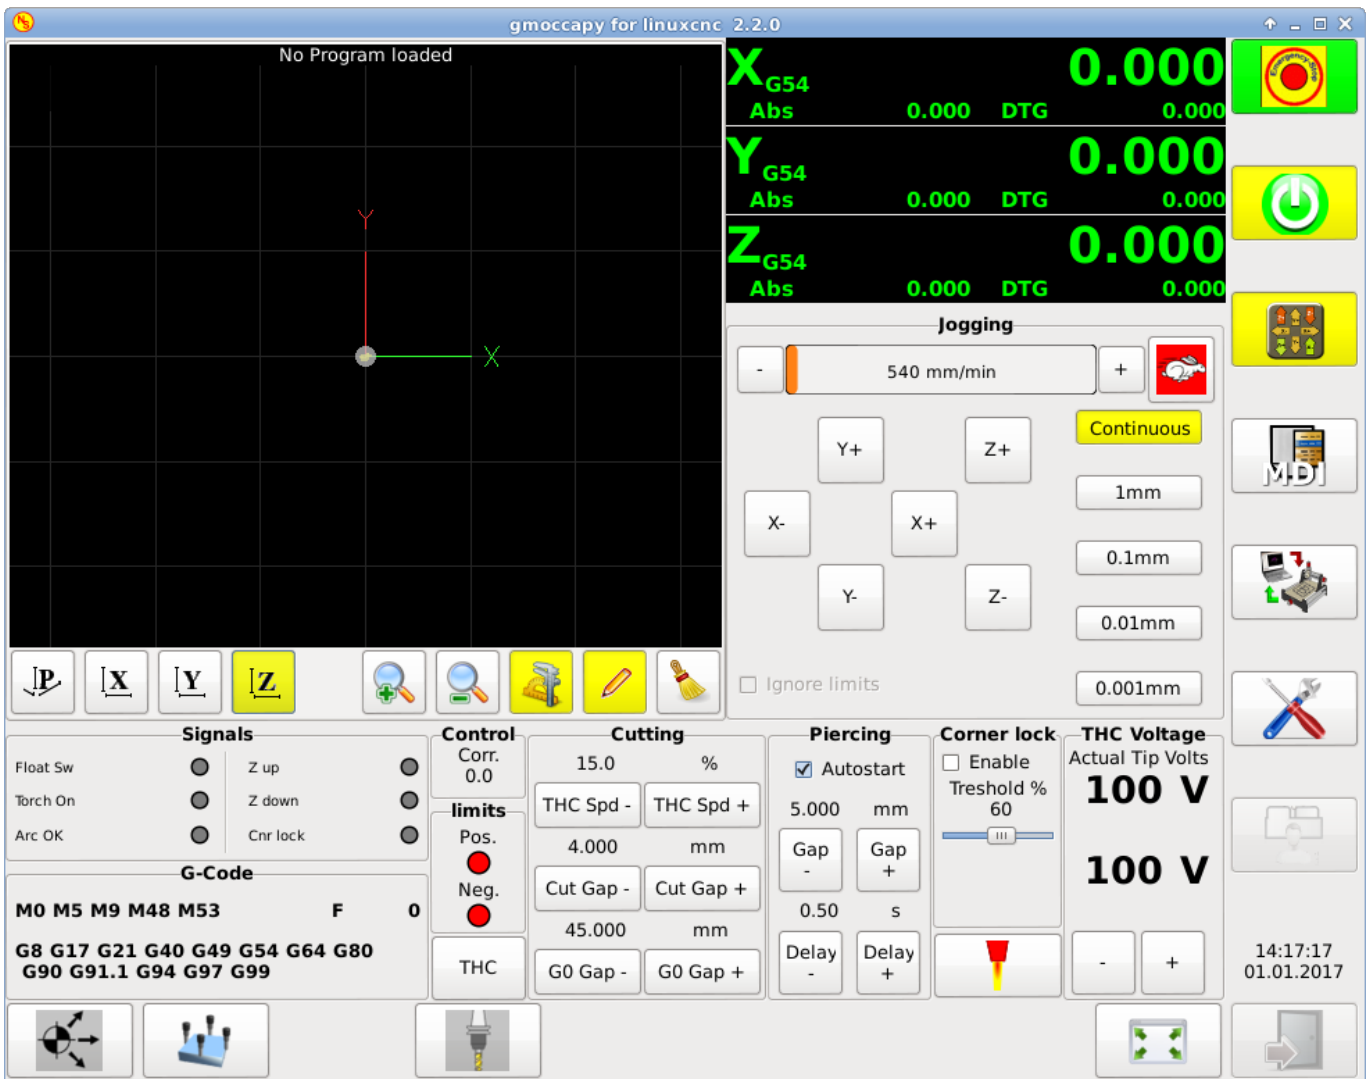 gmoccapy for linuxcnc 2.2.0
No Program loaded
Y
X
X G54 0.000
Abs 0.000 DTG 0.000
Y G54 0.000
Abs 0.000 DTG 0.000
Z G54 0.000
Abs 0.000 DTG 0.000
Emergency-Stop
Jogging
- 540 mm/min +
Continuous
Y+ Z+
1mm
X- X+
0.1mm
Y- Z-
0.01mm
Ignore limits
0.001mm
MDI
P X Y Z
Signals
Float Sw Z up
Torch On Z down
Arc OK Cnr lock
G-Code
M0 M5 M9 M48 M53 F 0
G8 G17 G21 G40 G49 G54 G64 G80
G90 G91.1 G94 G97 G99
Control
Corr.
0.0
limits
Pos.
Neg.
THC
Cutting
15.0 %
THC Spd - THC Spd +
4.000 mm
Cut Gap - Cut Gap +
45.000 mm
G0 Gap - G0 Gap +
Piercing
Autostart
5.000 mm
Gap - Gap +
0.50 s
Delay - Delay +
Corner lock
Enable
Treshold %
60
THC Voltage
Actual Tip Volts
100 V
100 V
- +
14:17:17
01.01.2017